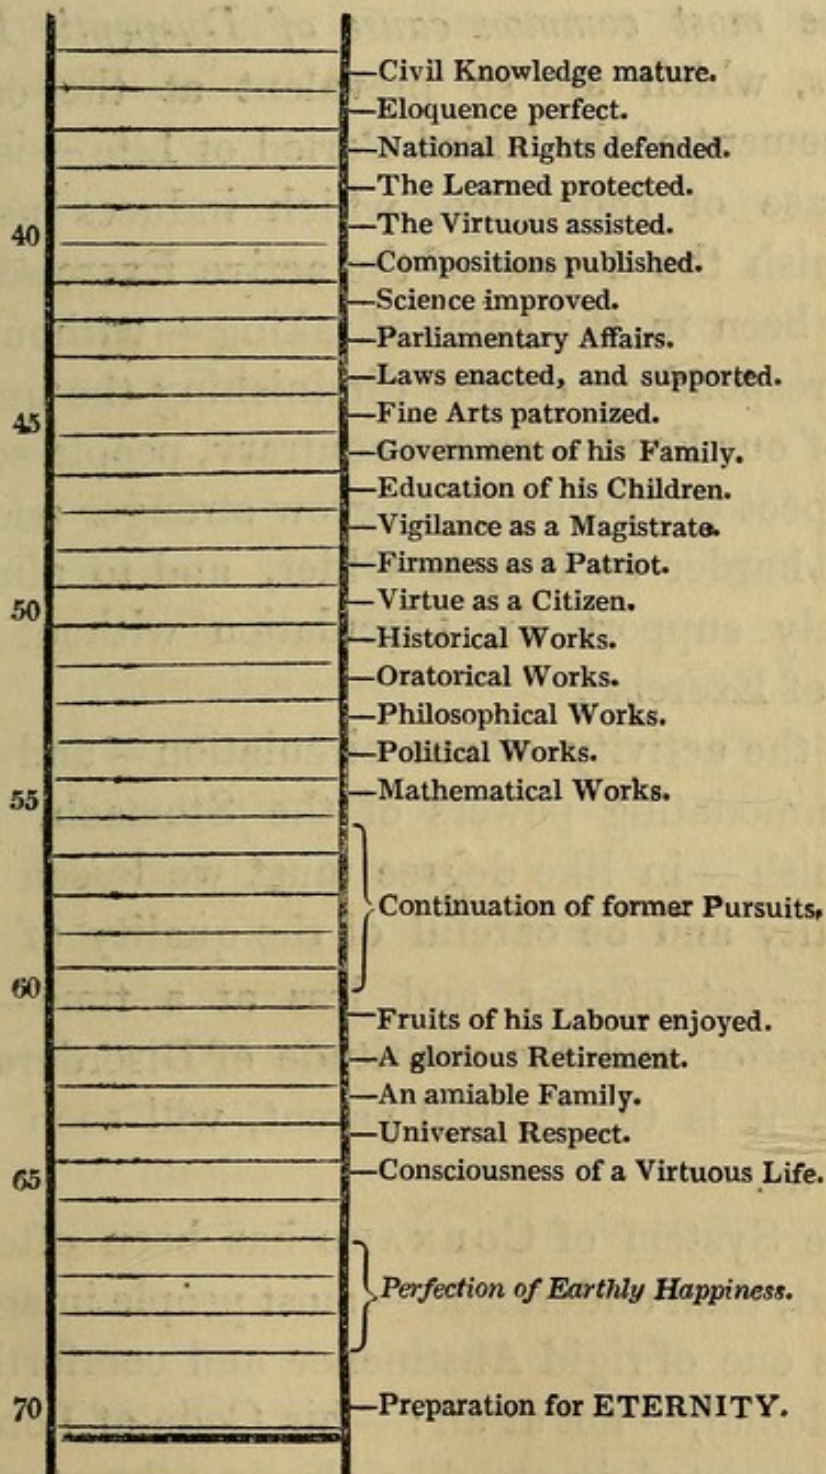 —Civil Knowledge mature.
—Eloquence perfect.
—National Rights defended.
—The Learned protected.
40 —The Virtuous assisted.
—Compositions published.
—Science improved.
—Parliamentary Affairs.
—Laws enacted, and supported.
45 —Fine Arts patronized.
—Government of his Family.
—Education of his Children.
—Vigilance as a Magistrate.
—Firmness as a Patriot.
50 —Virtue as a Citizen.
—Historical Works.
—Oratorical Works.
—Philosophical Works.
—Political Works.
55 —Mathematical Works.
Continuation of former Pursuits,
60
—Fruits of his Labour enjoyed.
—A glorious Retirement.
—An amiable Family.
—Universal Respect.
65 —Consciousness of a Virtuous Life.
Perfection of Earthly Happiness.
70 —Preparation for ETERNITY.